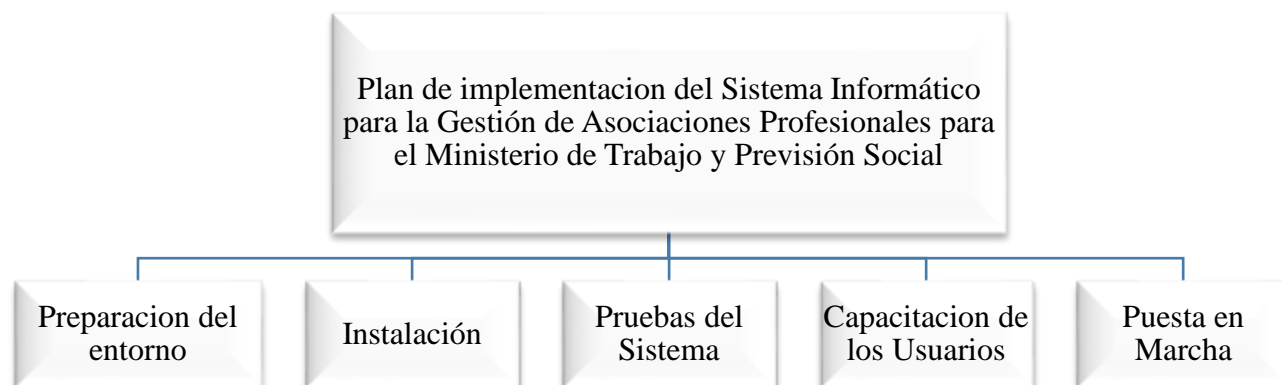 Plan de implementacion del Sistema Informático
para la Gestión de Asociaciones Profesionales para
el Ministerio de Trabajo y Previsión Social
Preparacion del
entorno
Instalación
Pruebas del
Sistema
Capacitacion de
los Usuarios
Puesta en
Marcha